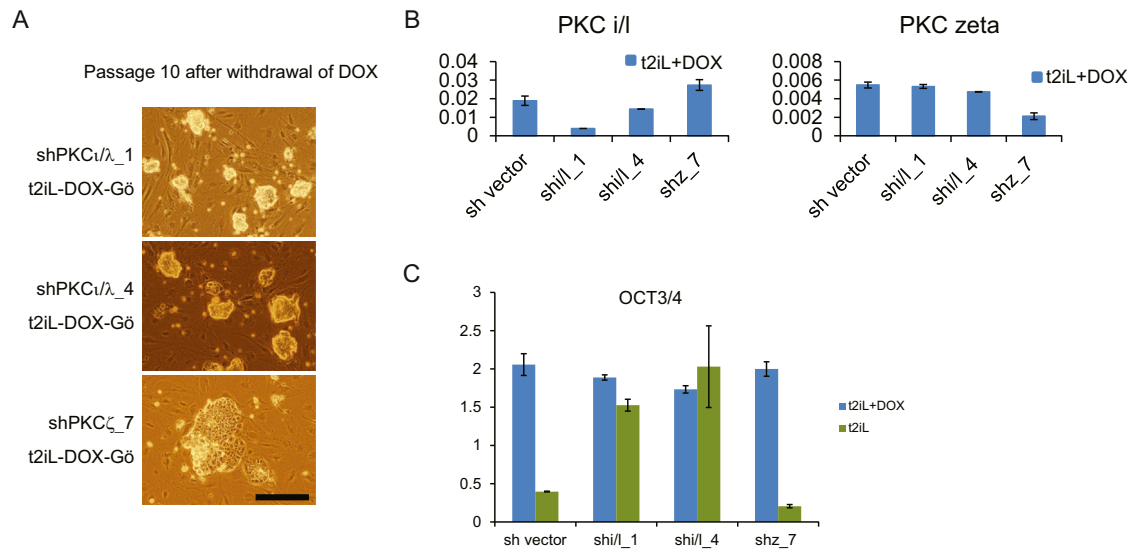 A
Passage 10 after withdrawal of DOX
shPKCι/λ_1
t2iL-DOX-Gö
shPKCι/λ_4
t2iL-DOX-Gö
shPKCζ_7
t2iL-DOX-Gö
B
PKC i/l
t2iL+DOX
0.04
0.03
0.02
0.01
0
sh vector
shi/l_1
shi/l_4
shz_7
PKC zeta
t2iL+DOX
0.008
0.006
0.004
0.002
0
sh vector
shi/l_1
shi/l_4
shz_7
C
OCT3/4
3
2.5
2
1.5
1
0.5
0
sh vector
shi/l_1
shi/l_4
shz_7
t2iL+DOX
t2iL